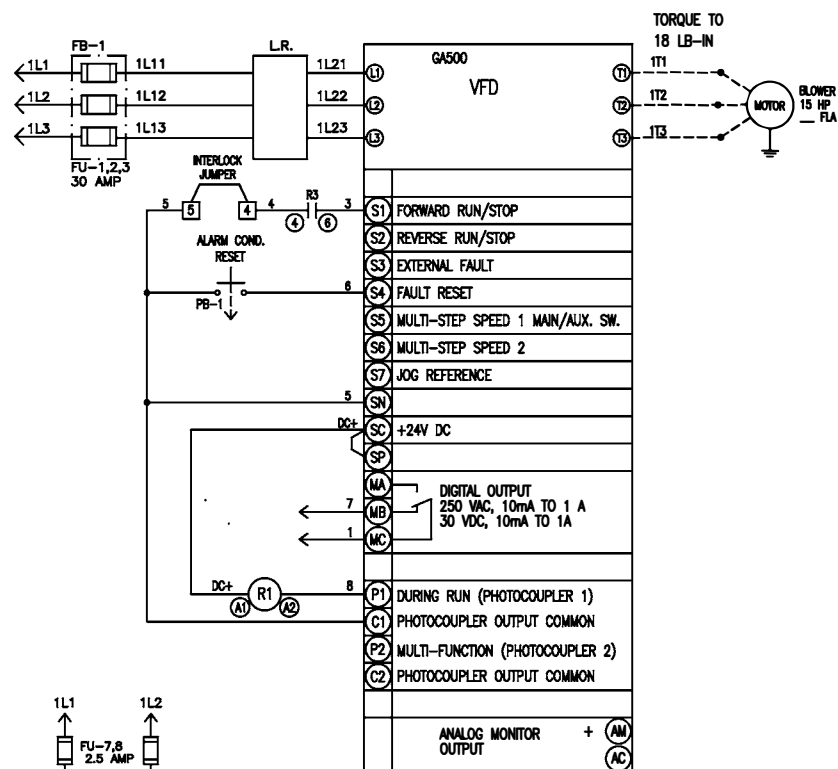 TORQUE TO
18 LB-IN
FB-1
L.R.
GA500
VFD
1L1
1L11
1L21
L1
T1
1T1
1L2
1L12
1L22
L2
T2
1T2
MOTOR
BLOWER
15 HP
__ FLA
1L3
1L13
1L23
L3
T3
1T3
FU-1,2,3
30 AMP
INTERLOCK
JUMPER
5
5
4
4
R3
4
6
3
S1 FORWARD RUN/STOP
S2 REVERSE RUN/STOP
ALARM COND.
RESET
S3 EXTERNAL FAULT
PB-1
6
S4 FAULT RESET
S5 MULTI-STEP SPEED 1 MAIN/AUX. SW.
S6 MULTI-STEP SPEED 2
S7 JOG REFERENCE
5
SN
DC+
SC +24V DC
SP
MA
DIGITAL OUTPUT
250 VAC, 10mA TO 1 A
30 VDC, 10mA TO 1A
7
MB
1
MC
DC+
A1
R1
A2
8
P1 DURING RUN (PHOTOCOUPLER 1)
C1 PHOTOCOUPLER OUTPUT COMMON
P2 MULTI-FUNCTION (PHOTOCOUPLER 2)
C2 PHOTOCOUPLER OUTPUT COMMON
1L1
1L2
FU-7,8
2.5 AMP
ANALOG MONITOR
OUTPUT
+
AM
AC